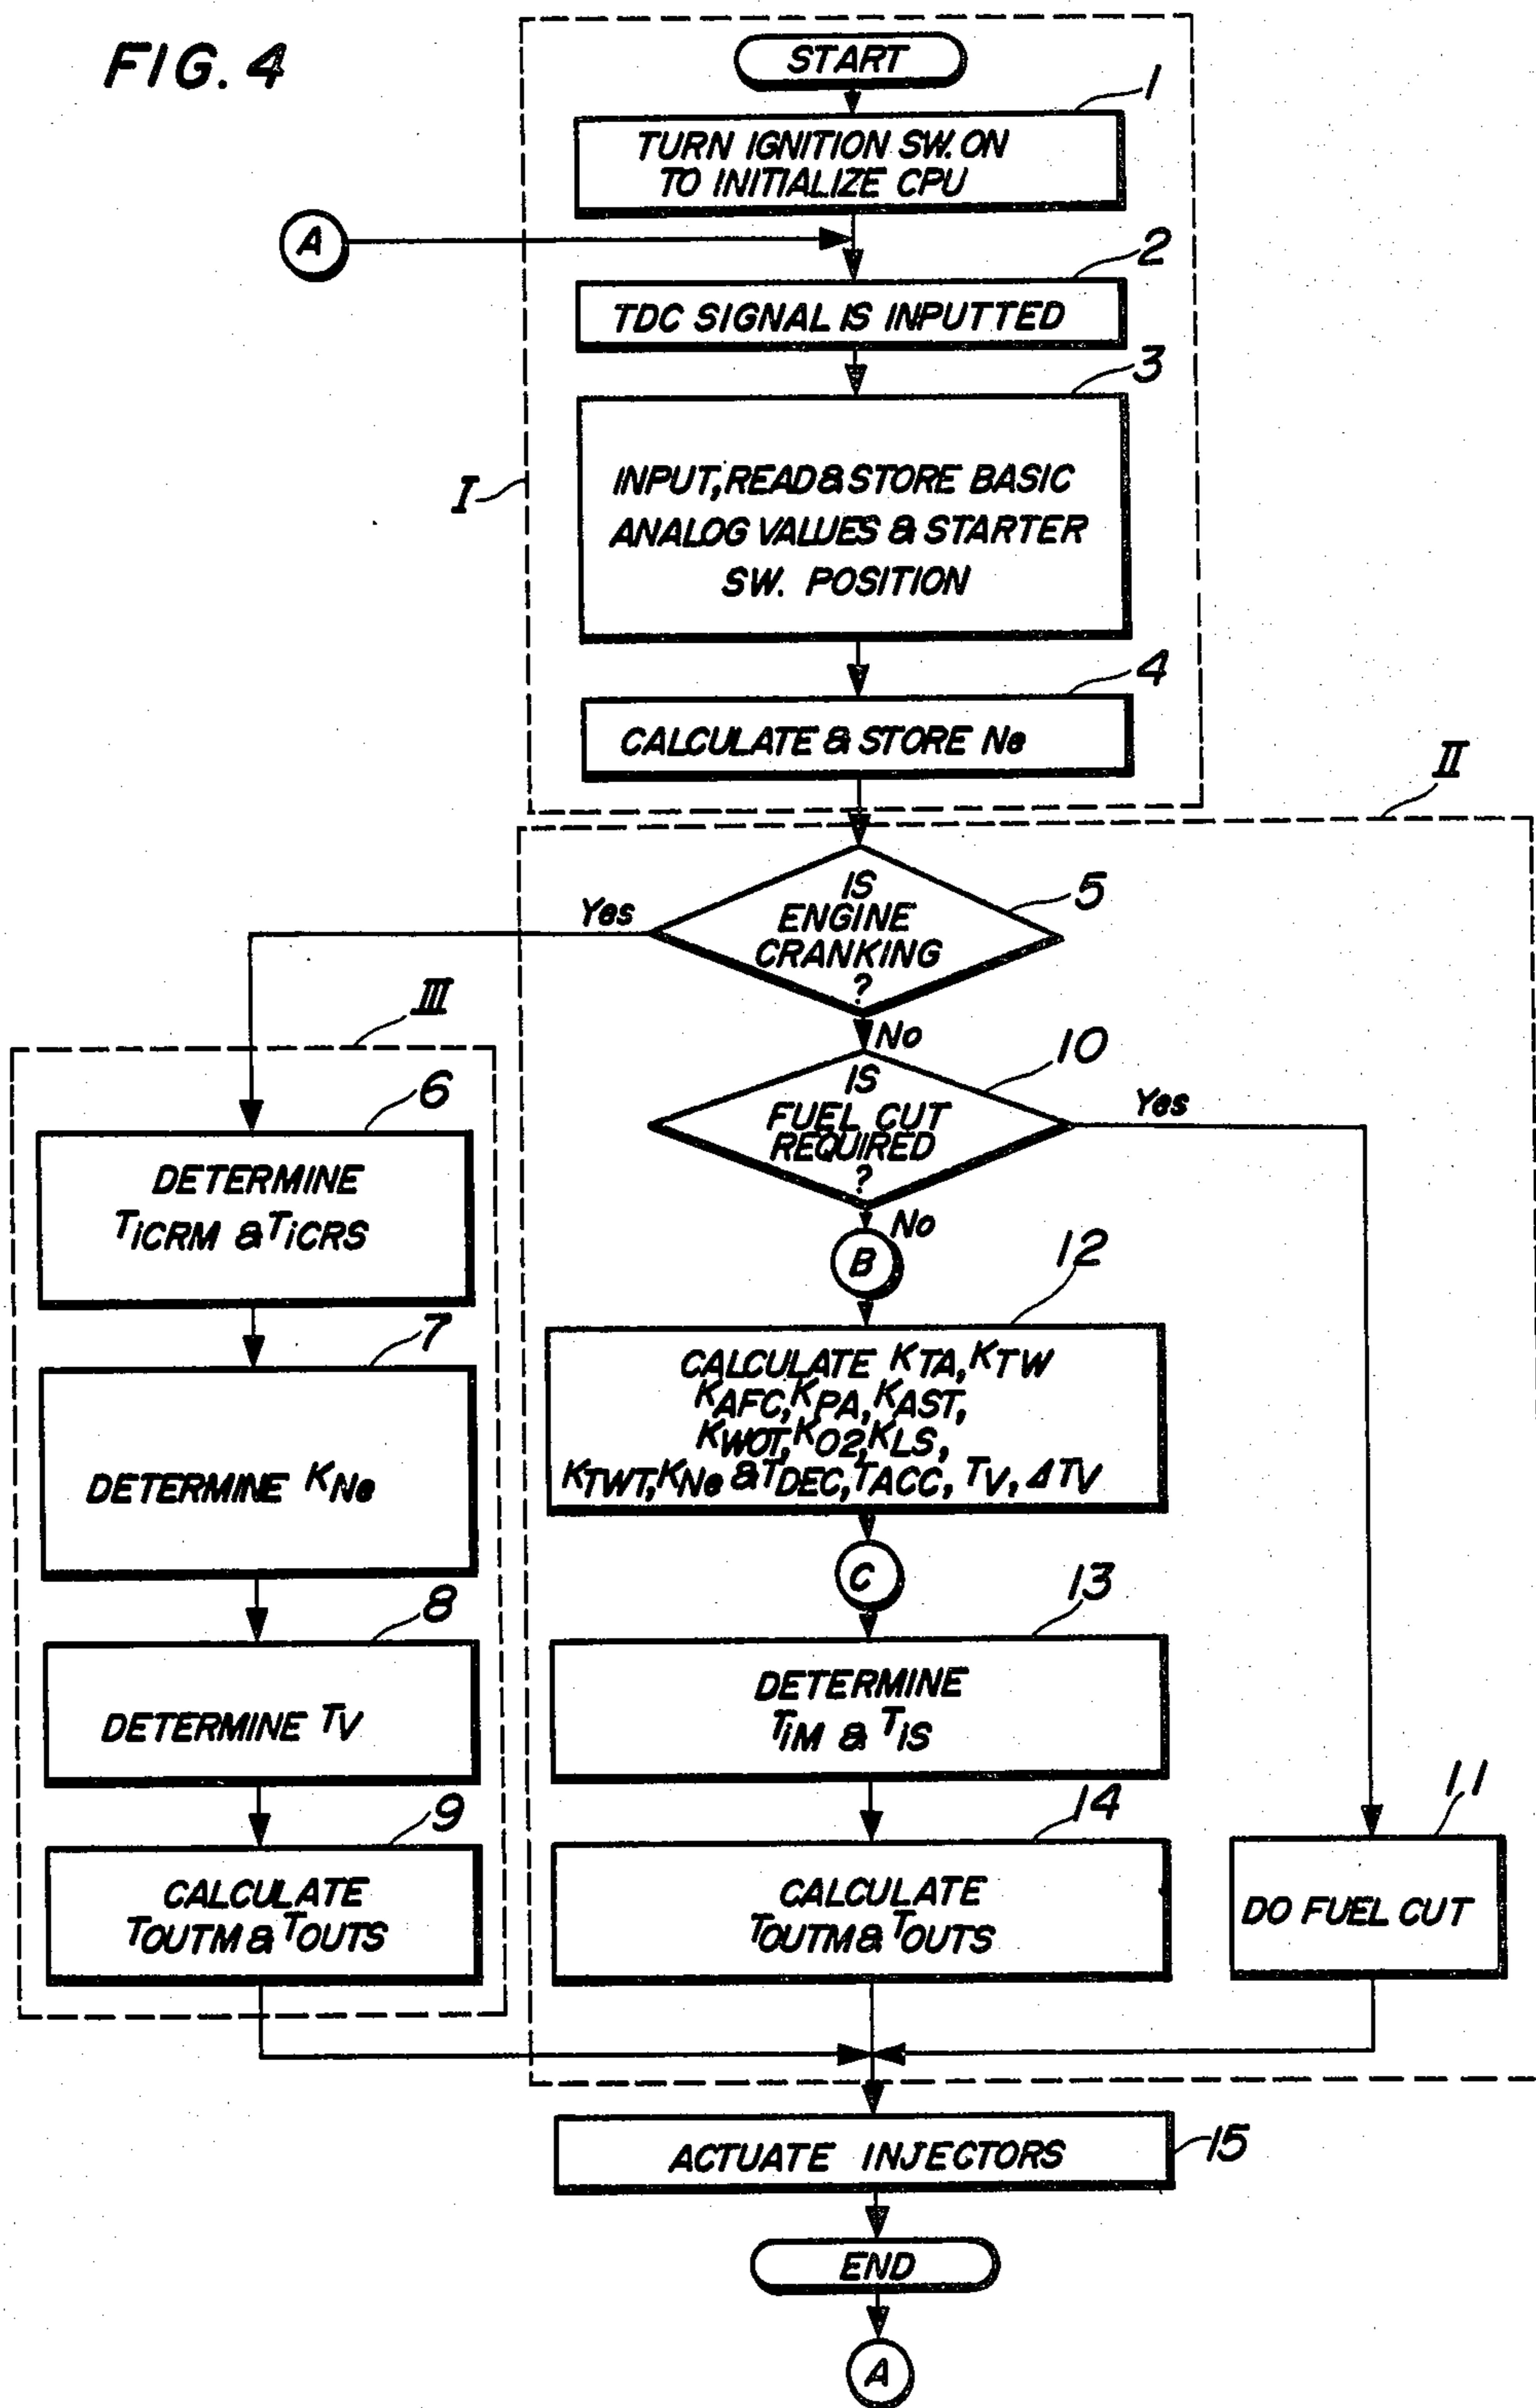 FIG. 4
START
1
TURN IGNITION SW. ON
TO INITIALIZE CPU
A
2
TDC SIGNAL IS INPUTTED
3
I
INPUT, READ & STORE BASIC
ANALOG VALUES & STARTER
SW. POSITION
4
CALCULATE & STORE Ne
II
5
IS
ENGINE
CRANKING
?
Yes
No
III
10
IS
FUEL CUT
REQUIRED
?
Yes
No
B
6
DETERMINE
TiCRM & TiCRS
7
DETERMINE KNe
8
DETERMINE TV
9
CALCULATE
TOUTM & TOUTS
12
CALCULATE KTA, KTW
KAFC, KPA, KAST,
KWOT, KO2, KLS,
KTWT, KNe & TDEC, TACC, TV, ΔTV
C
13
DETERMINE
TiM & TiS
14
CALCULATE
TOUTM & TOUTS
11
DO FUEL CUT
ACTUATE INJECTORS
15
END
A